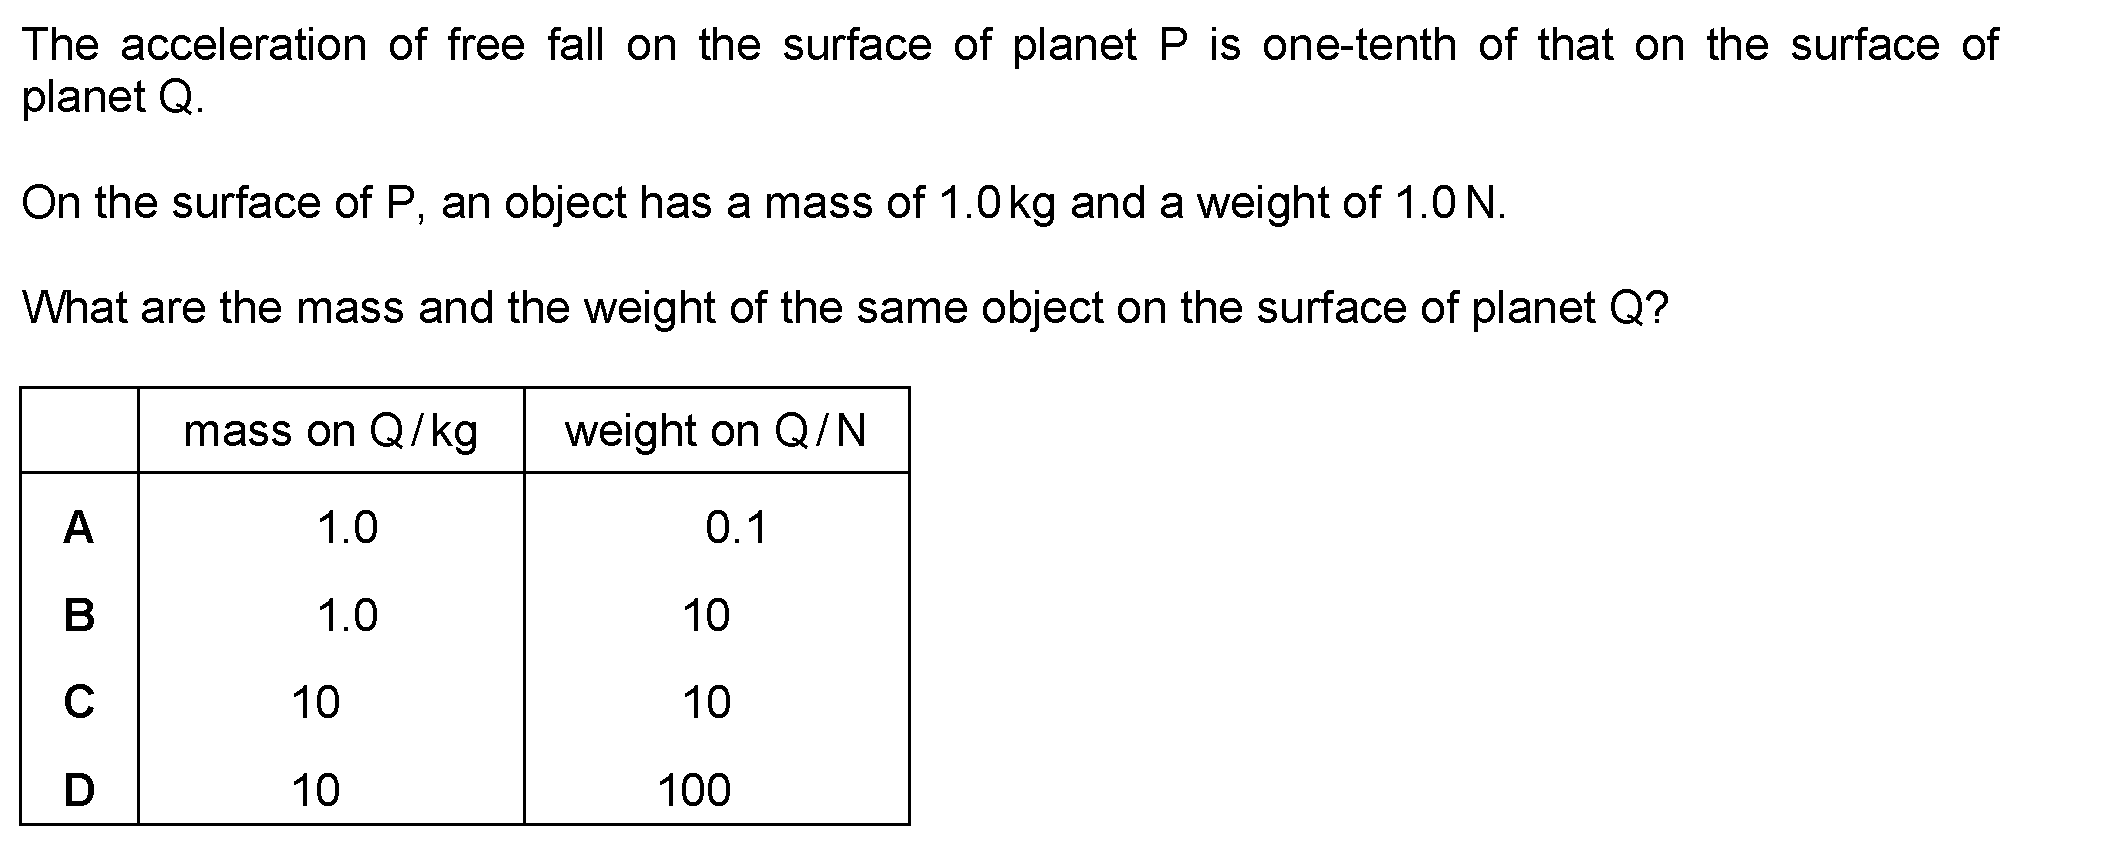 The acceleration of free fall on the surface of planet P is one-tenth of that on the surface of
planet Q.
On the surface of P, an object has a mass of 1.0 kg and a weight of 1.0 N.
What are the mass and the weight of the same object on the surface of planet Q?
mass on Q / kg weight on Q / N
A 1.0 0.1
B 1.0 10
C 10 10
D 10 100